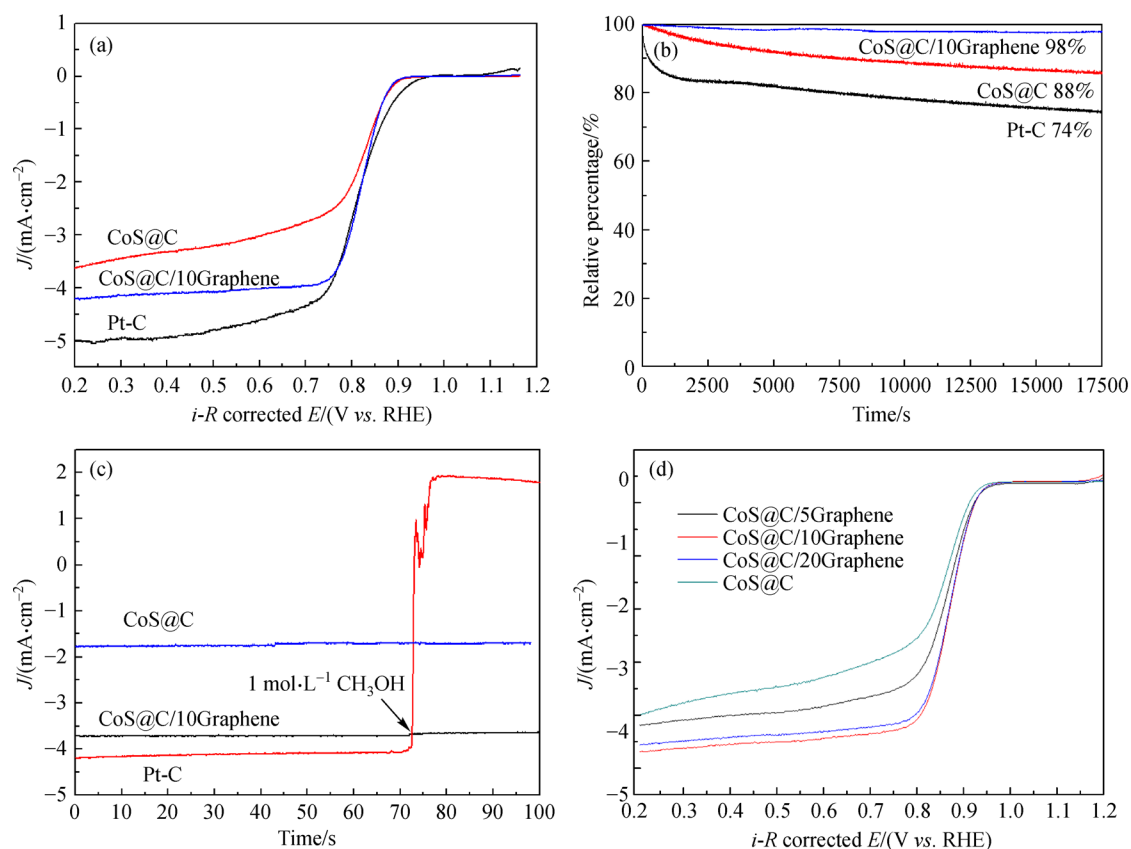 (a)
1
0
−1
−2
−3
−4
−5
J/(mA·cm⁻²)
CoS@C
CoS@C/10Graphene
Pt-C
0.2 0.3 0.4 0.5 0.6 0.7 0.8 0.9 1.0 1.1 1.2
i-R corrected E/(V vs. RHE)
(b)
100%
80
60
40
20
0
Relative percentage/%
CoS@C/10Graphene 98%
CoS@C 88%
Pt-C 74%
0 2500 5000 7500 10000 12500 15000 17500
Time/s
(c)
2
1
0
−1
−2
−3
−4
−5
J/(mA·cm⁻²)
CoS@C
1 mol·L⁻¹ CH₃OH
CoS@C/10Graphene
Pt-C
0 10 20 30 40 50 60 70 80 90 100
Time/s
(d)
0
−1
−2
−3
−4
−5
J/(mA·cm⁻²)
CoS@C/5Graphene
CoS@C/10Graphene
CoS@C/20Graphene
CoS@C
0.2 0.3 0.4 0.5 0.6 0.7 0.8 0.9 1.0 1.1 1.2
i-R corrected E/(V vs. RHE)